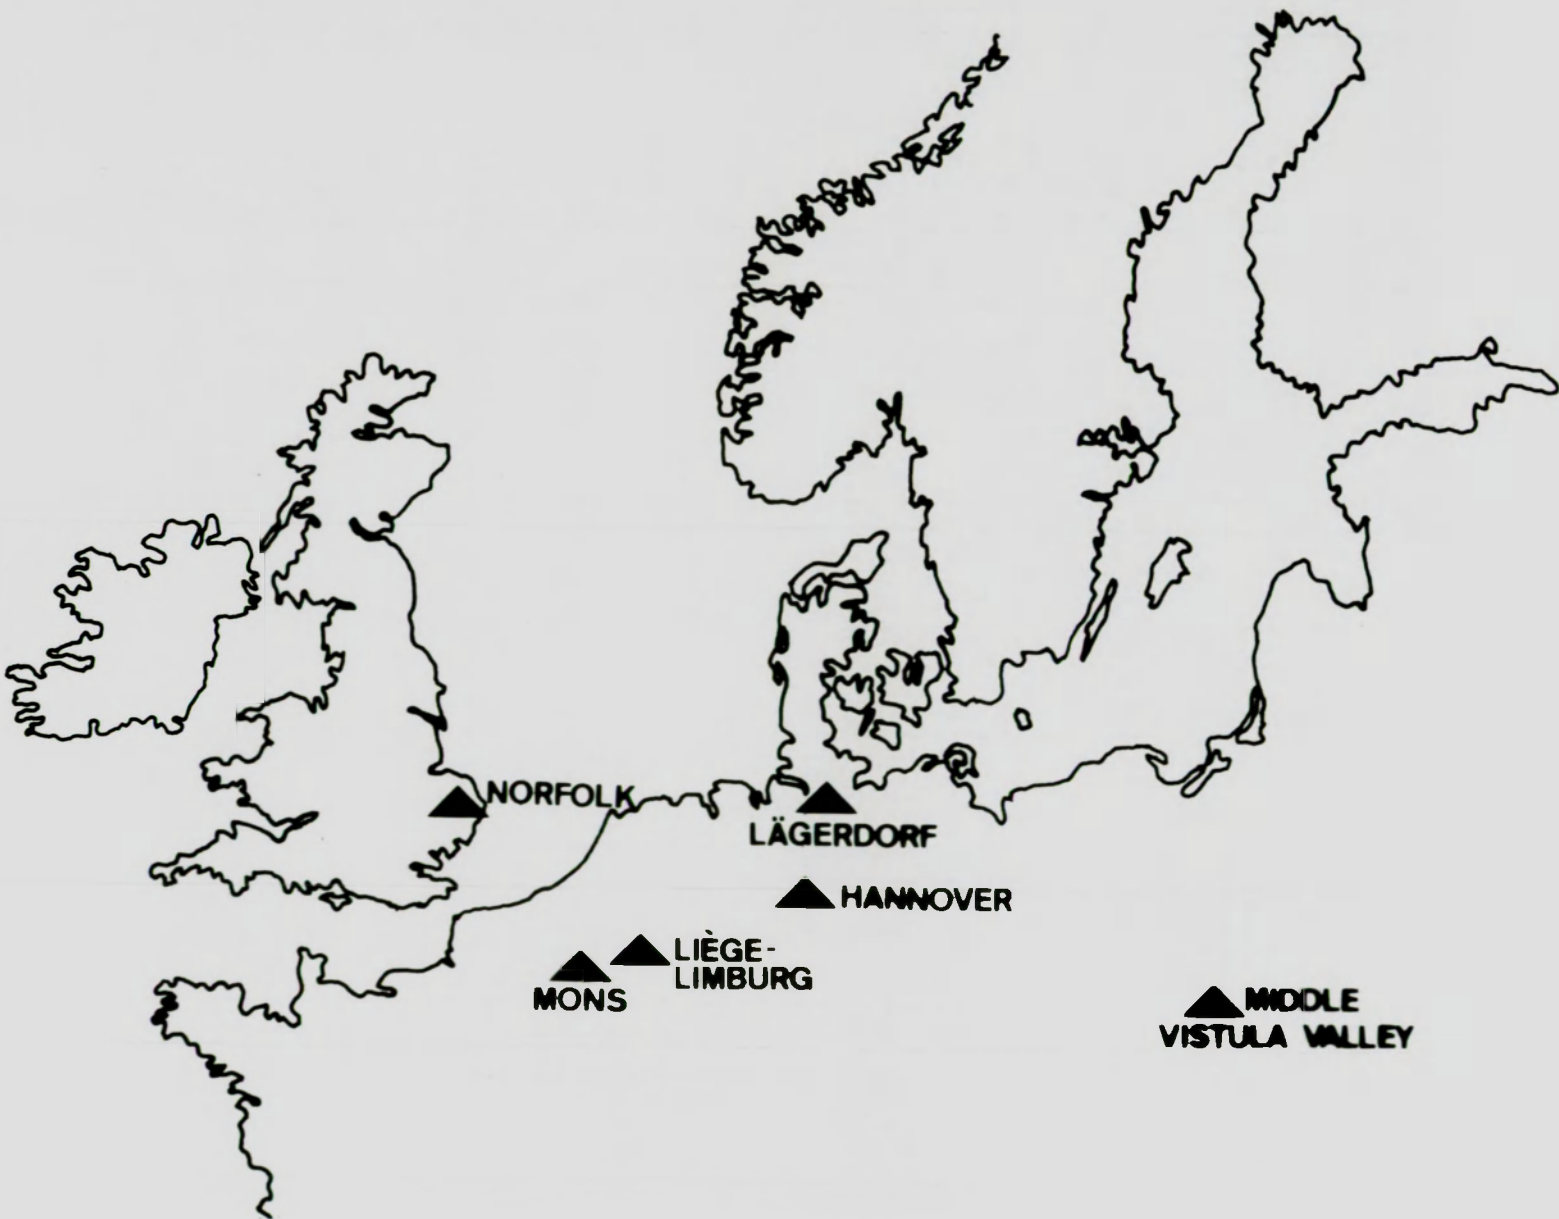 NORFOLK
LÄGERDORF
HANNOVER
LIÈGE-
LIMBURG
MONS
MIDDLE
VISTULA VALLEY